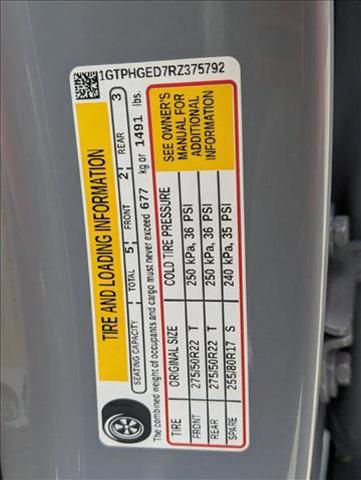 1GTPHGED7RZ375792
TIRE AND LOADING INFORMATION
SEATING CAPACITY: TOTAL 5 FRONT 2 REAR 3
The combined weight of occupants and cargo must never exceed 677 kg or 1491 lbs.
TIRE ORIGINAL SIZE COLD TIRE PRESSURE
FRONT 275/50R22 T 250 kPa, 36 PSI
REAR 275/50R22 T 250 kPa, 36 PSI
SPARE 255/80R17 S 240 kPa, 35 PSI
SEE OWNER'S
MANUAL FOR
ADDITIONAL
INFORMATION